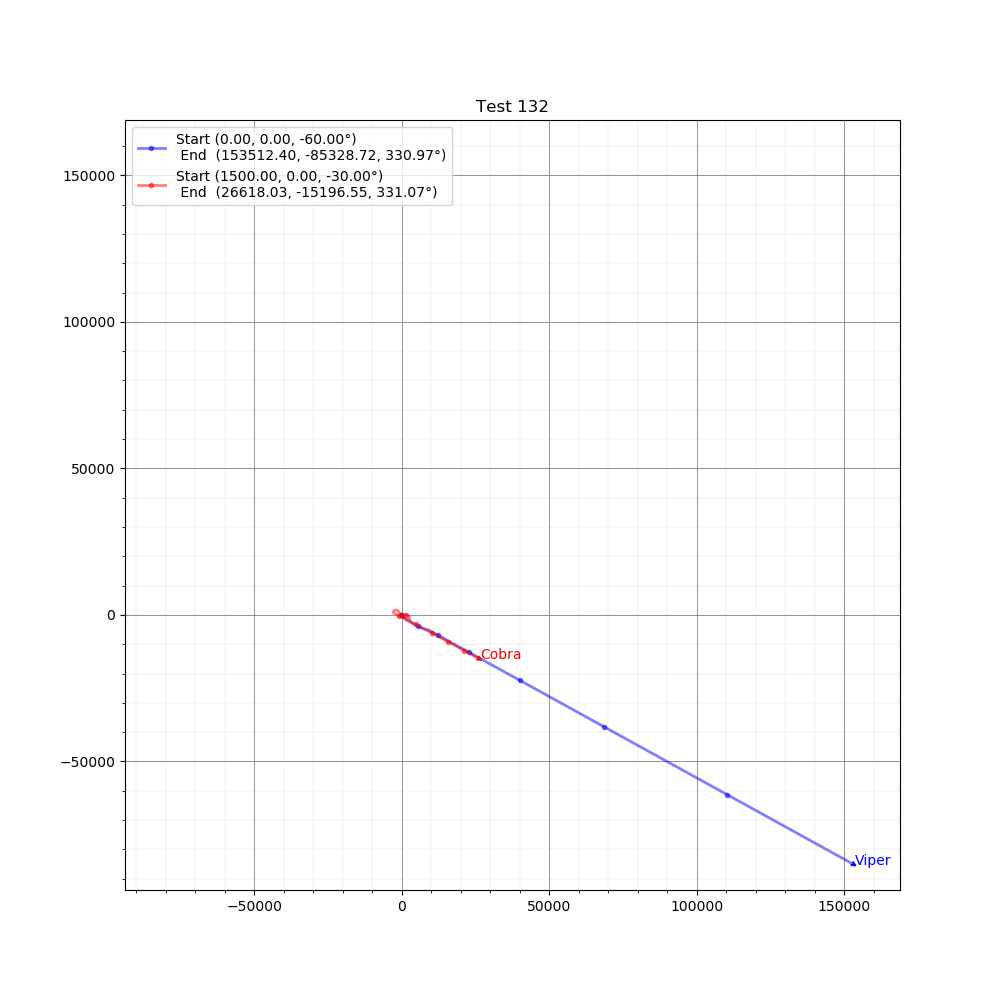 Test 132
Start (0.00, 0.00, -60.00°)
End  (153512.40, -85328.72, 330.97°)
Start (1500.00, 0.00, -30.00°)
End  (26618.03, -15196.55, 331.07°)
150000
100000
50000
0
−50000
Cobra
Viper
−50000
0
50000
100000
150000